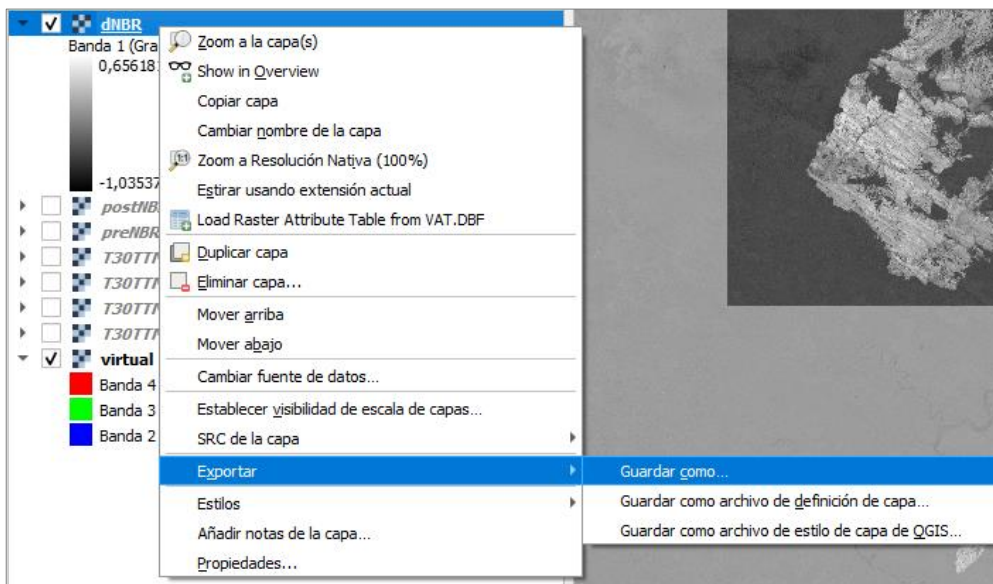 dNBR
Banda 1 (Gra
0,656181
-1,03537
postNB
preNBR
T30TTN
T30TTN
T30TTN
T30TTN
virtual
Banda 4
Banda 3
Banda 2
Zoom a la capa(s)
Show in Overview
Copiar capa
Cambiar nombre de la capa
Zoom a Resolución Nativa (100%)
Estirar usando extensión actual
Load Raster Attribute Table from VAT.DBF
Duplicar capa
Eliminar capa...
Mover arriba
Mover abajo
Cambiar fuente de datos...
Establecer visibilidad de escala de capas...
SRC de la capa
Exportar
Estilos
Añadir notas de la capa...
Propiedades...
Guardar como...
Guardar como archivo de definición de capa...
Guardar como archivo de estilo de capa de QGIS...